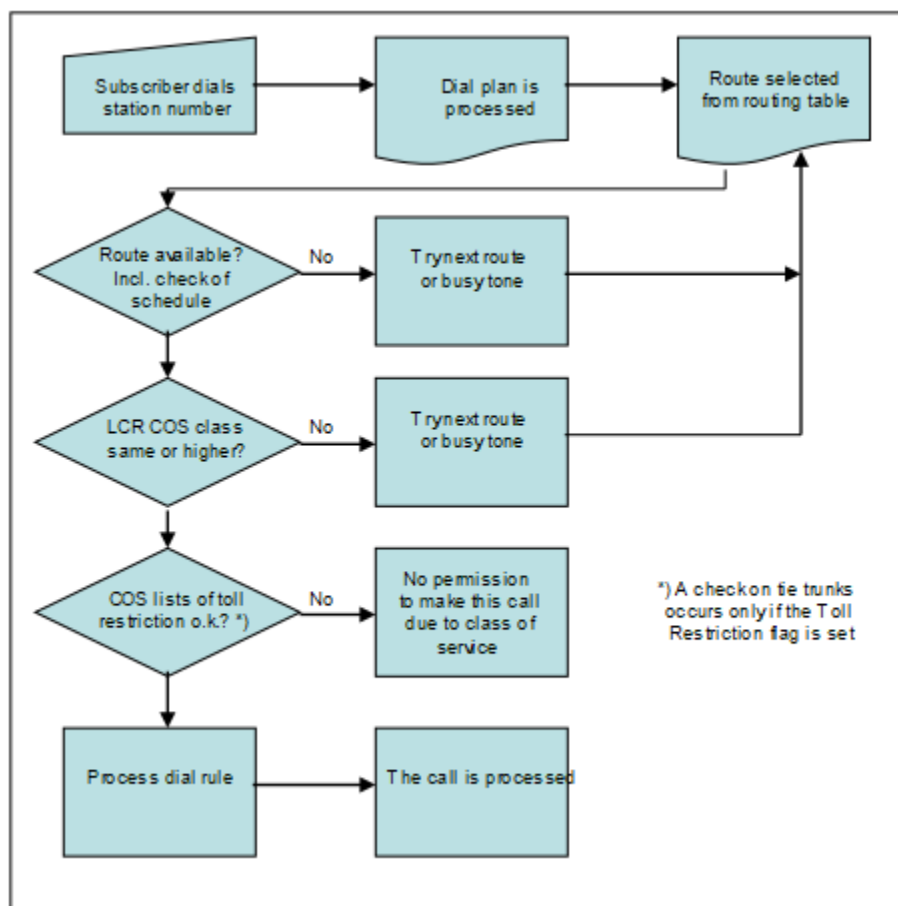 Subscriber dials
station number
Dial plan is
processed
Route selected
from routing table
Route available?
Incl. check of
schedule
No
Try next route
or busy tone
LCR COS class
same or higher?
No
Try next route
or busy tone
COS lists of toll
restriction o.k.? *)
No
No permission
to make this call
due to class of
service
*) A check on tie trunks
occurs only if the Toll
Restriction flag is set
Process dial rule
The call is processed